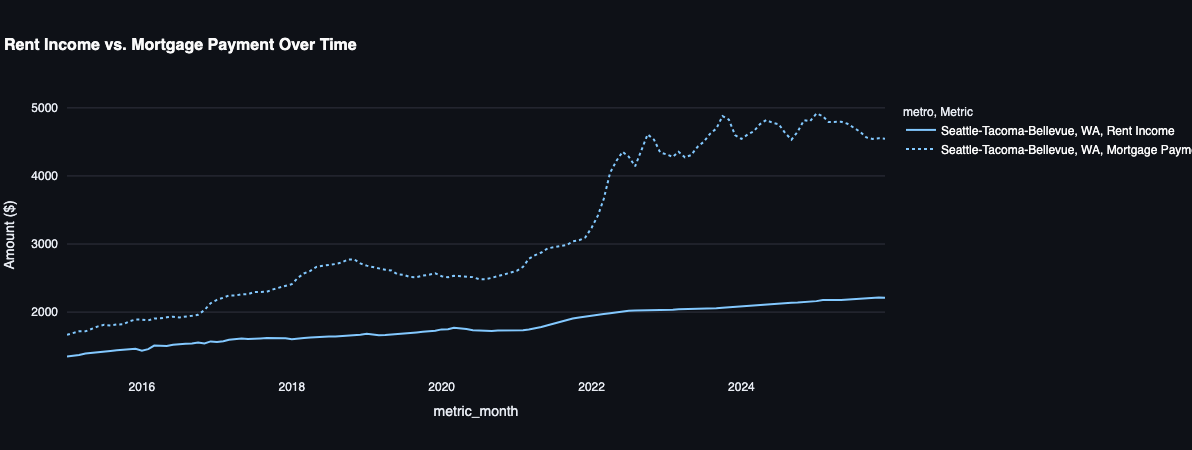 Rent Income vs. Mortgage Payment Over Time
5000
4000
3000
2000
Amount ($)
2016
2018
2020
2022
2024
metric_month
metro, Metric
Seattle-Tacoma-Bellevue, WA, Rent Income
Seattle-Tacoma-Bellevue, WA, Mortgage Paym